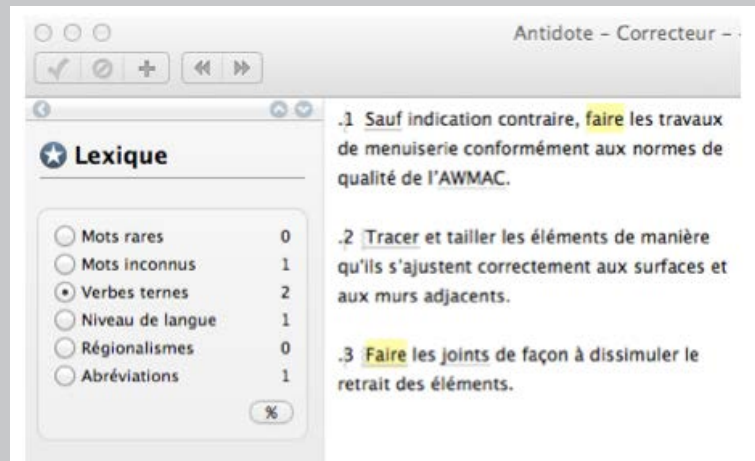 Antidote – Correcteur –
Lexique
Mots rares 0
Mots inconnus 1
Verbes ternes 2
Niveau de langue 1
Régionalismes 0
Abréviations 1
%
.1 Sauf indication contraire, faire les travaux
de menuiserie conformément aux normes de
qualité de l’AWMAC.
.2 Tracer et tailler les éléments de manière
qu’ils s’ajustent correctement aux surfaces et
aux murs adjacents.
.3 Faire les joints de façon à dissimuler le
retrait des éléments.